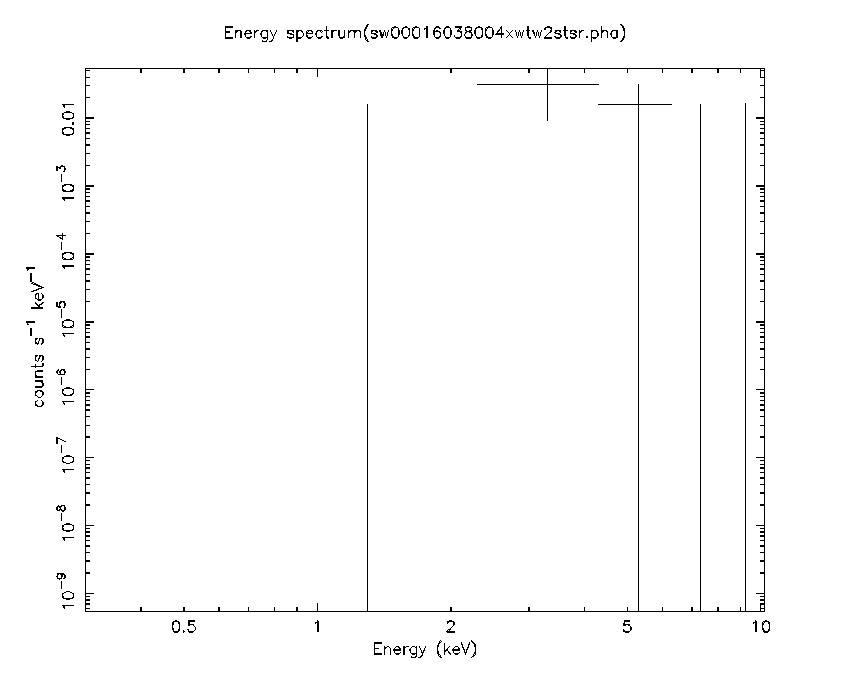 Energy spectrum(sw00016038004xwtw2stsr.pha)
counts s⁻¹ keV⁻¹
0.01
10⁻³
10⁻⁴
10⁻⁵
10⁻⁶
10⁻⁷
10⁻⁸
10⁻⁹
0.5 1 2 5 10
Energy (keV)